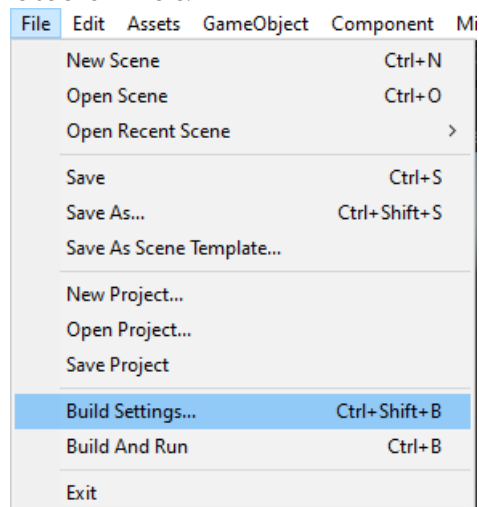 File Edit Assets GameObject Component
New Scene Ctrl+N
Open Scene Ctrl+O
Open Recent Scene >
Save Ctrl+S
Save As... Ctrl+Shift+S
Save As Scene Template...
New Project...
Open Project...
Save Project
Build Settings... Ctrl+Shift+B
Build And Run Ctrl+B
Exit